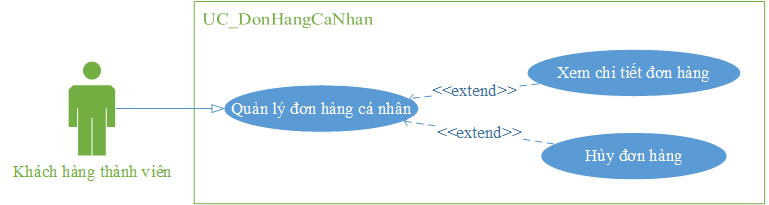 UC_DonHangCaNhan
Xem chi tiết đơn hàng
<<extend>>
Quản lý đơn hàng cá nhân
<<extend>>
Hủy đơn hàng
Khách hàng thành viên